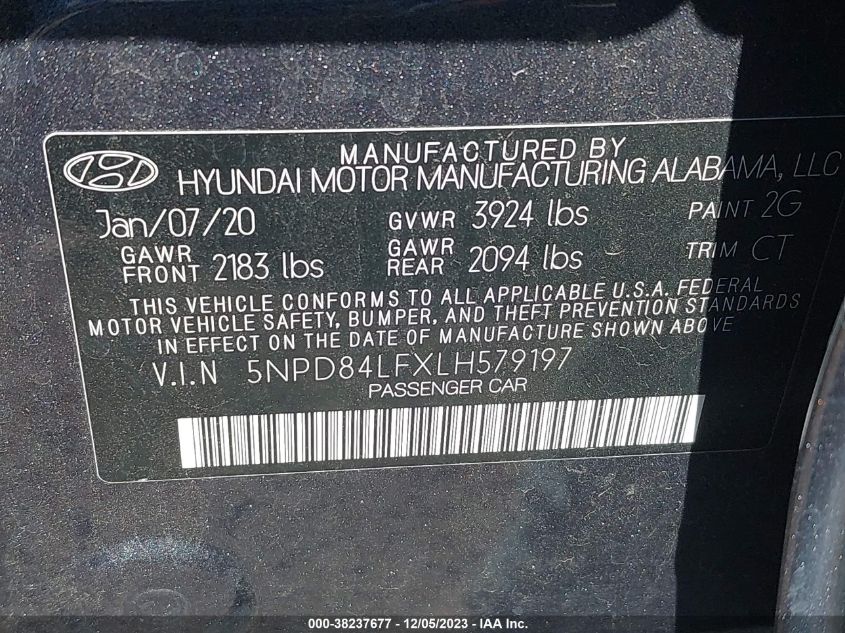 MANUFACTURED BY
HYUNDAI MOTOR MANUFACTURING ALABAMA, LLC
Jan/07/20 GVWR 3924 lbs PAINT 2G
GAWR FRONT 2183 lbs GAWR REAR 2094 lbs TRIM CT
THIS VEHICLE CONFORMS TO ALL APPLICABLE U.S.A. FEDERAL
MOTOR VEHICLE SAFETY, BUMPER, AND THEFT PREVENTION STANDARDS
IN EFFECT ON THE DATE OF MANUFACTURE SHOWN ABOVE
V.I.N 5NPD84LFXLH579197
PASSENGER CAR
000-38237677 - 12/05/2023 - IAA Inc.